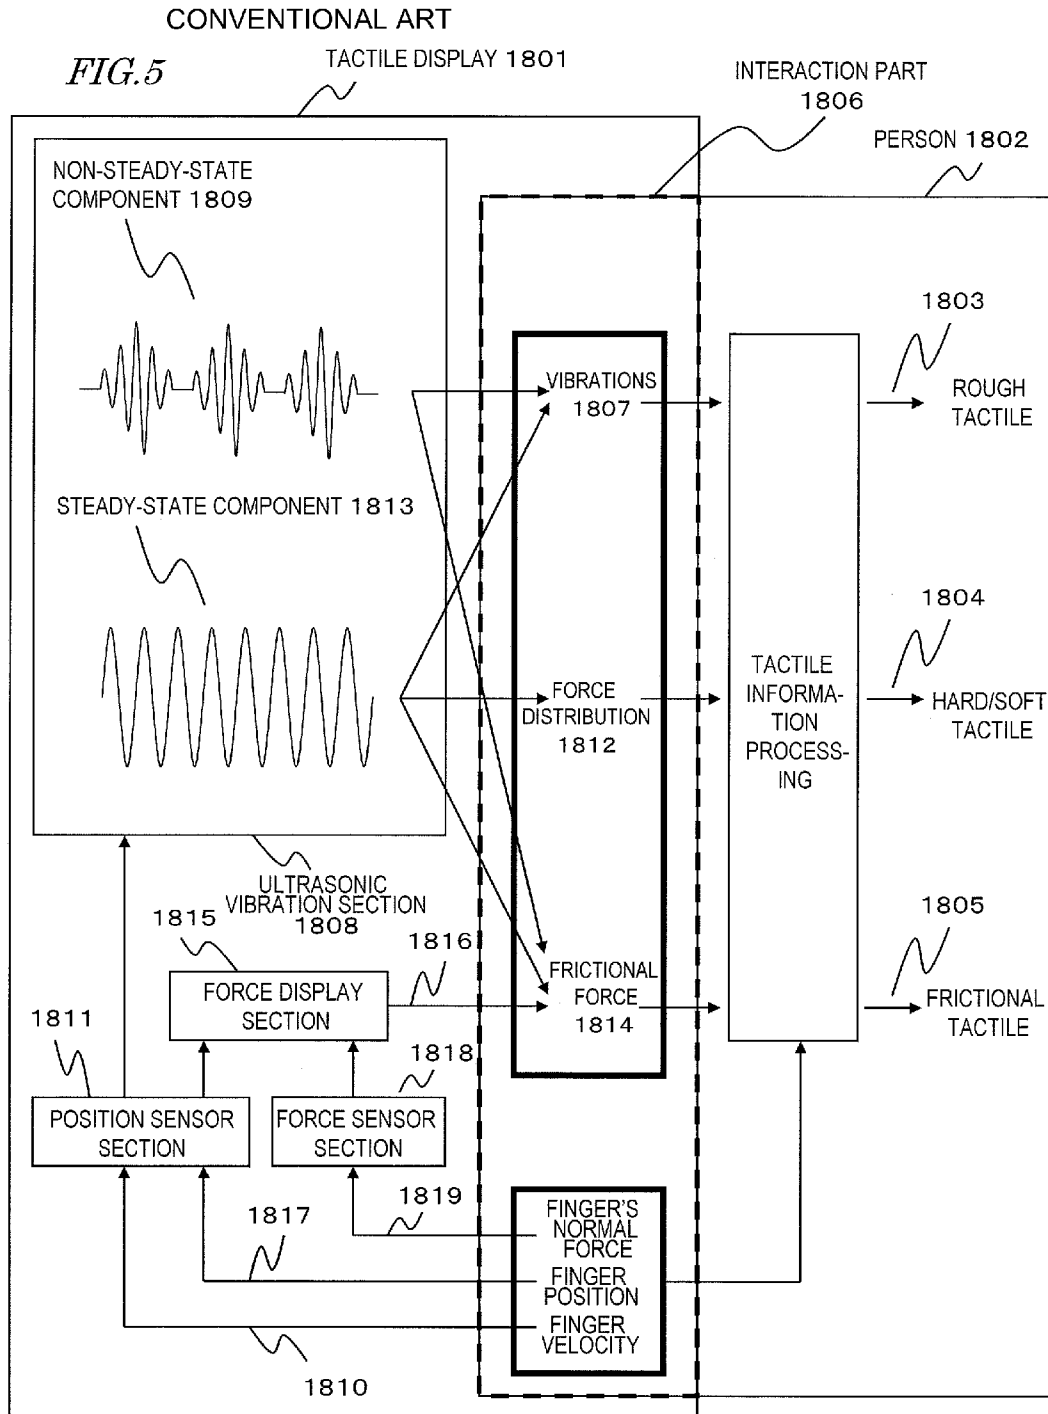 CONVENTIONAL ART
FIG.5
TACTILE DISPLAY 1801
INTERACTION PART
1806
PERSON 1802
NON-STEADY-STATE
COMPONENT 1809
1803
VIBRATIONS
1807
ROUGH
TACTILE
STEADY-STATE COMPONENT 1813
1804
FORCE
DISTRIBUTION
1812
TACTILE
INFORMA-
TION
PROCESS-
ING
HARD/SOFT
TACTILE
ULTRASONIC
VIBRATION SECTION
1808
1815
1816
1805
FORCE DISPLAY
SECTION
FRICTIONAL
FORCE
1814
FRICTIONAL
TACTILE
1811
1818
POSITION SENSOR
SECTION
FORCE SENSOR
SECTION
1819
1817
FINGER'S
NORMAL
FORCE
FINGER
POSITION
FINGER
VELOCITY
1810